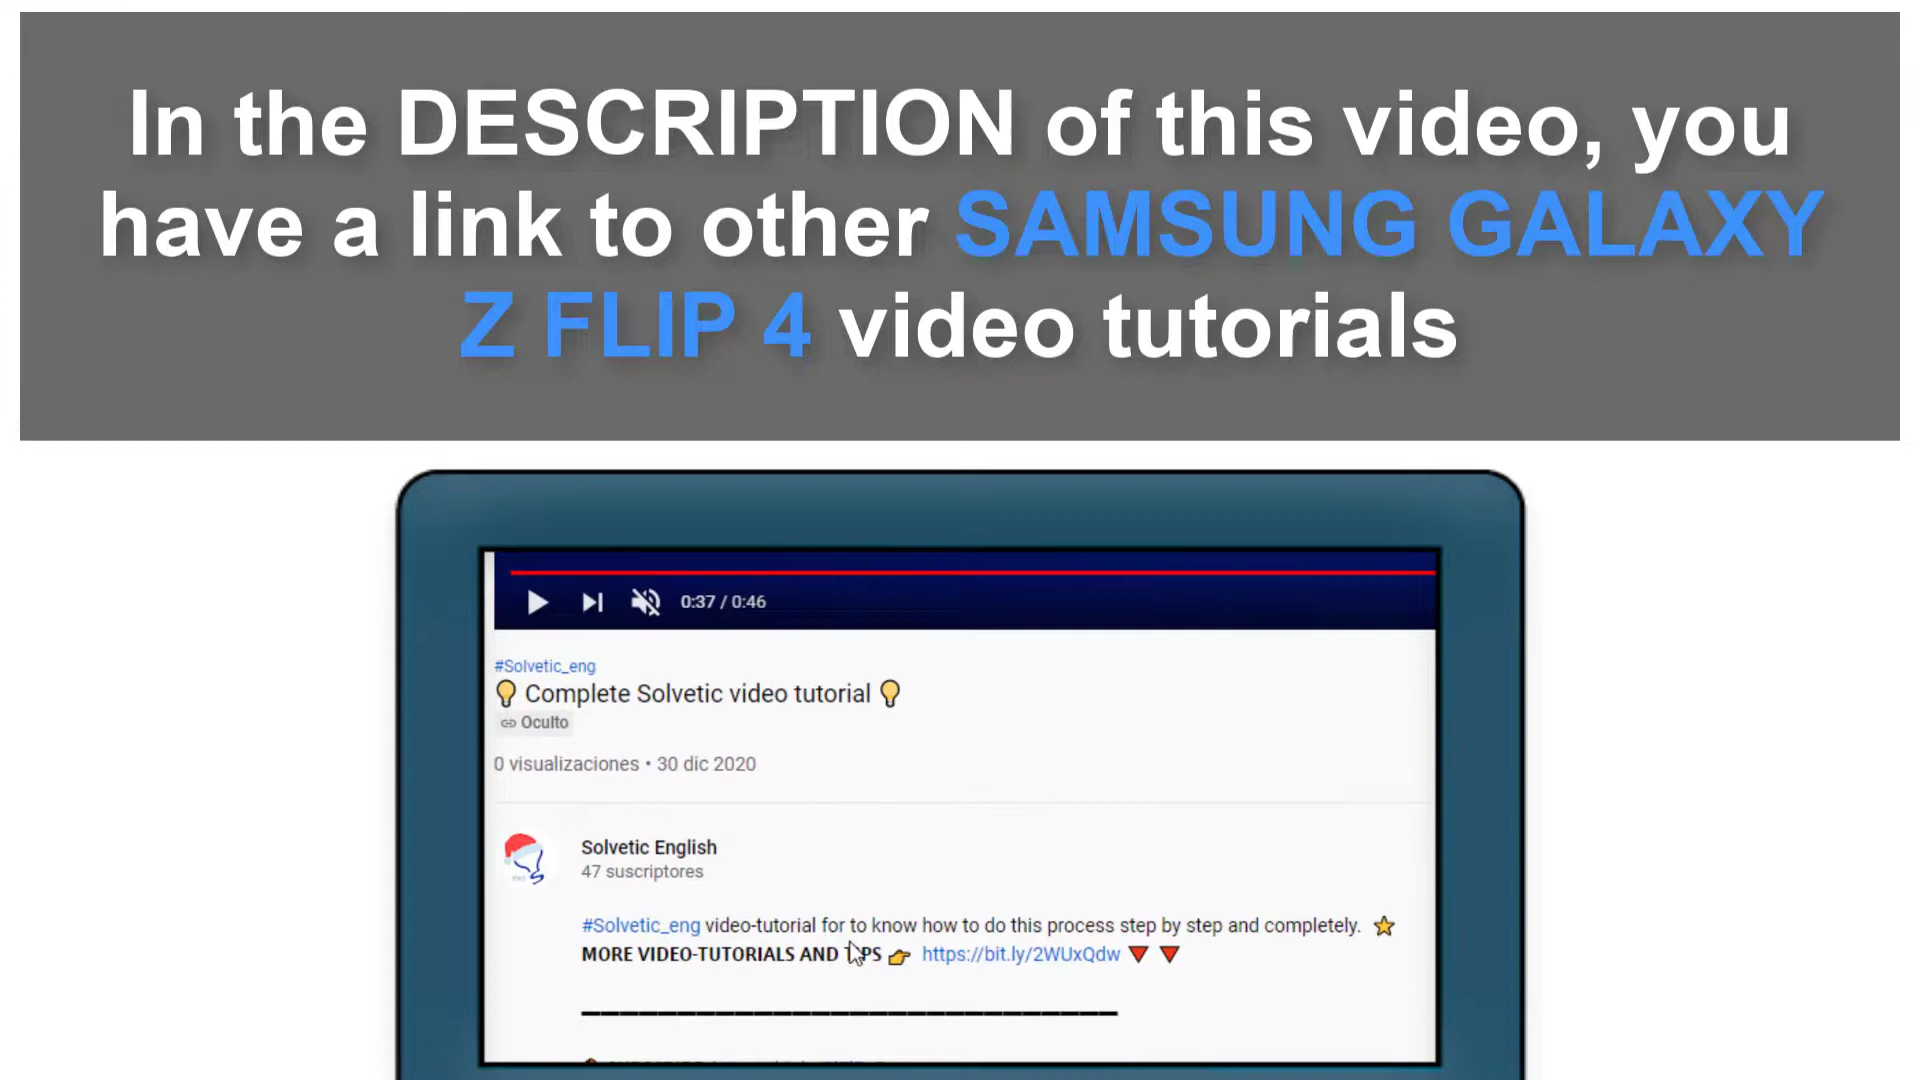 In the DESCRIPTION of this video, you
have a link to other SAMSUNG GALAXY
Z FLIP 4 video tutorials
0:37 / 0:46
#Solvetic_eng
Complete Solvetic video tutorial
Oculto
0 visualizaciones • 30 dic 2020
Solvetic English
47 suscriptores
#Solvetic_eng video-tutorial for to know how to do this process step by step and completely.
MORE VIDEO-TUTORIALS AND TIPS https://bit.ly/2WUxQdw